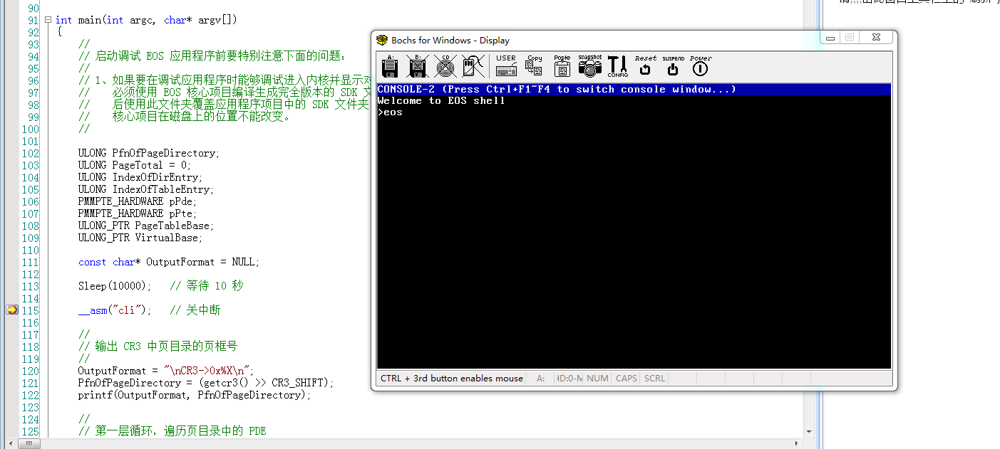 90
91 int main(int argc, char* argv[])
92 {
93 //
94 // 启动调试 EOS 应用程序前要特别注意下面的问题：
95 //
96 // 1、如果要在调试应用程序时能够调试进入内核并显示对
97 // 必须使用 EOS 核心项目编译生成完全版本的 SDK 文
98 // 后使用此文件夹覆盖应用程序项目中的 SDK 文件夹
99 // 核心项目在磁盘上的位置不能改变。
100 //
101
102 ULONG PfnOfPageDirectory;
103 ULONG PageTotal = 0;
104 ULONG IndexOfDirEntry;
105 ULONG IndexOfTableEntry;
106 PMMPTE_HARDWARE pPde;
107 PMMPTE_HARDWARE pPte;
108 ULONG_PTR PageTableBase;
109 ULONG_PTR VirtualBase;
110
111 const char* OutputFormat = NULL;
112
113 Sleep(10000); // 等待 10 秒
114
115 __asm("cli"); // 关中断
116
117 //
118 // 输出 CR3 中页目录的页框号
119 //
120 OutputFormat = "\nCR3->0x%X\n";
121 PfnOfPageDirectory = (getcr3() >> CR3_SHIFT);
122 printf(OutputFormat, PfnOfPageDirectory);
123
124 //
125 // 第一层循环，遍历页目录中的 PDE
Bochs for Windows - Display
A: B: CD USER Copy Paste snapshot CONFIG Reset SUSPEND Power
CONSOLE-2 (Press Ctrl+F1~F4 to switch console window...)
Welcome to EOS shell
>eos
CTRL + 3rd button enables mouse A: HD:0-M NUM CAPS SCRL